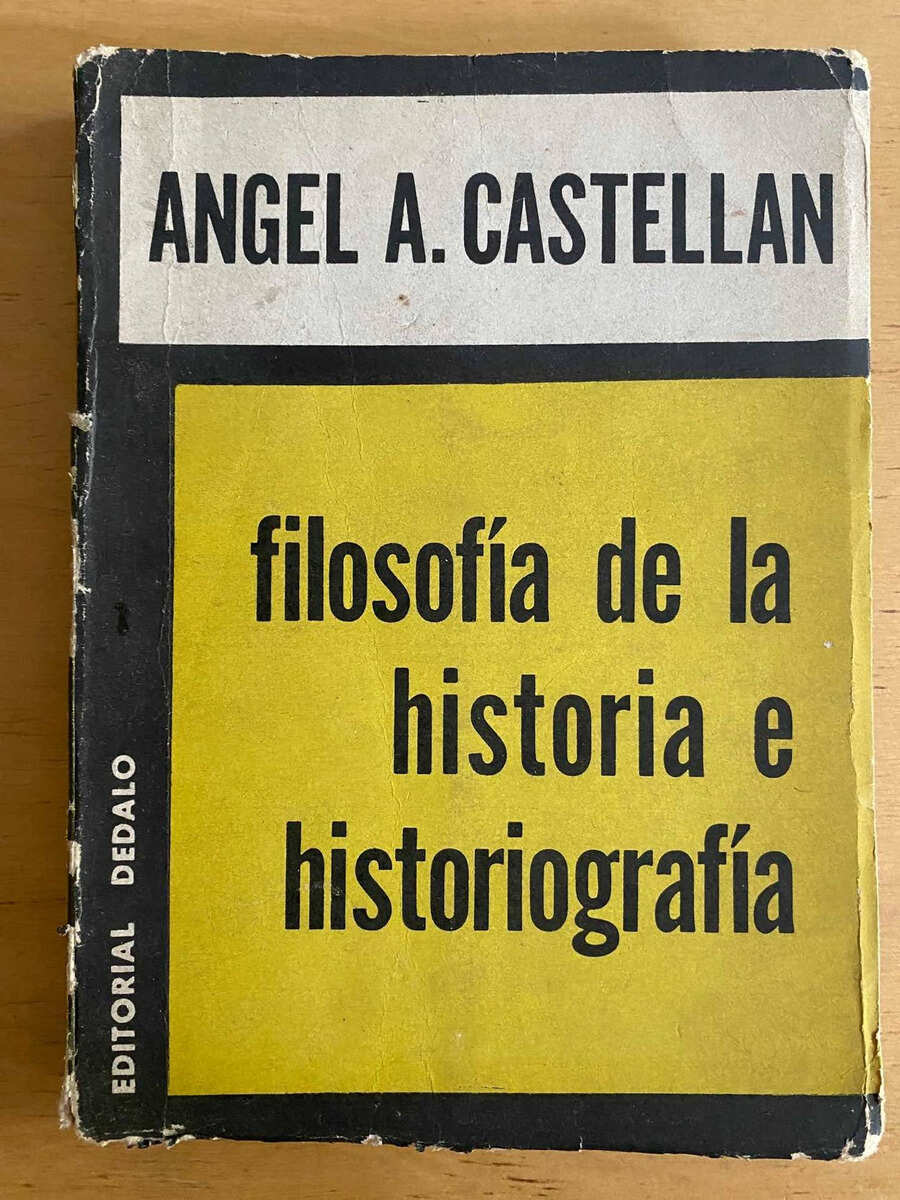 ANGEL A. CASTELLAN
filosofía de la
historia e
historiografía
EDITORIAL DEDALO